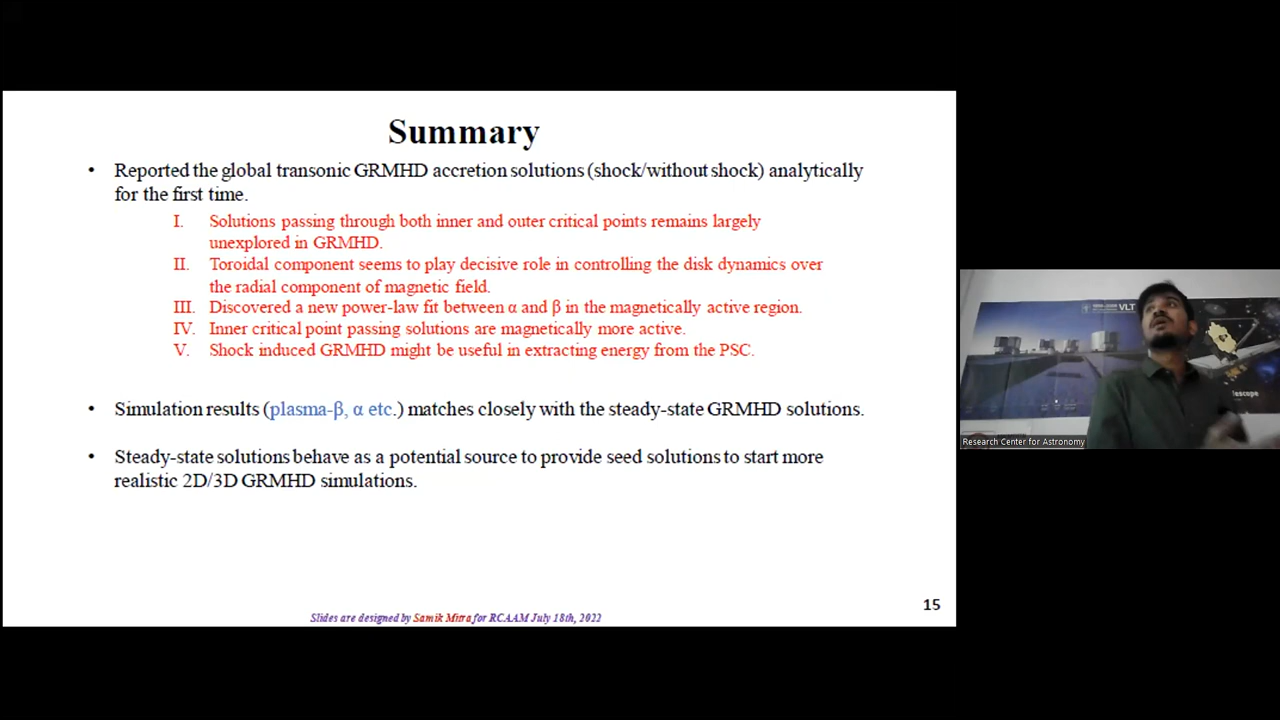 Summary
• Reported the global transonic GRMHD accretion solutions (shock/without shock) analytically
for the first time.
I. Solutions passing through both inner and outer critical points remains largely
unexplored in GRMHD.
II. Toroidal component seems to play decisive role in controlling the disk dynamics over
the radial component of magnetic field.
III. Discovered a new power-law fit between α and β in the magnetically active region.
IV. Inner critical point passing solutions are magnetically more active.
V. Shock induced GRMHD might be useful in extracting energy from the PSC.
• Simulation results (plasma-β, α etc.) matches closely with the steady-state GRMHD solutions.
• Steady-state solutions behave as a potential source to provide seed solutions to start more
realistic 2D/3D GRMHD simulations.
15
Slides are designed by Samik Mitra for RCAAM July 18th, 2022
VLT
Research Center for Astronomy